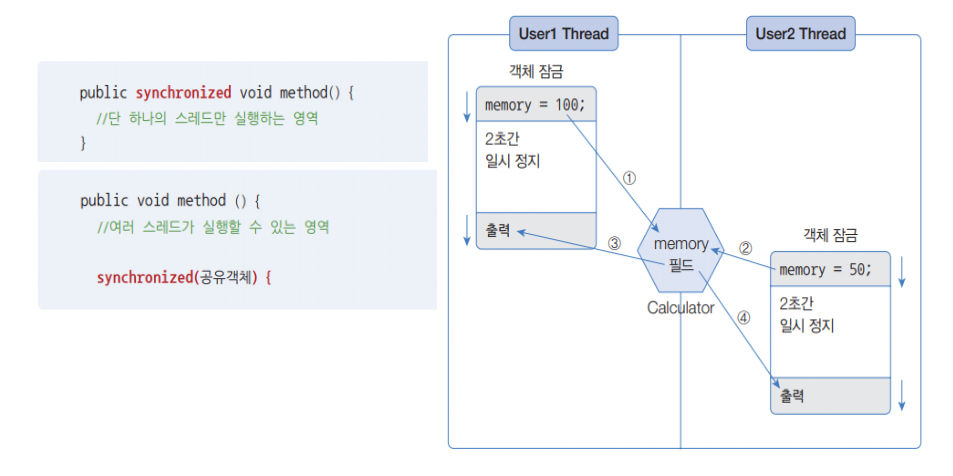 public synchronized void method() {
//단 하나의 스레드만 실행하는 영역
}
public void method () {
//여러 스레드가 실행할 수 있는 영역
synchronized(공유객체) {
User1 Thread
User2 Thread
객체 잠금
memory = 100;
2초간
일시 정지
출력
①
②
③
④
memory
필드
Calculator
객체 잠금
memory = 50;
2초간
일시 정지
출력